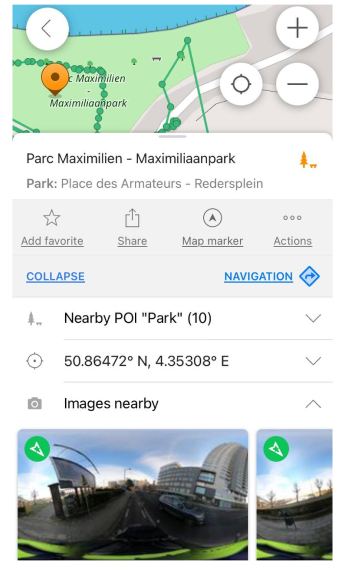 c Maximilien
-
Maximiliaanpark
Parc Maximilien - Maximiliaanpark
Park: Place des Armateurs - Redersplein
Add favorite
Share
Map marker
Actions
COLLAPSE
NAVIGATION
Nearby POI "Park" (10)
50.86472° N, 4.35308° E
Images nearby